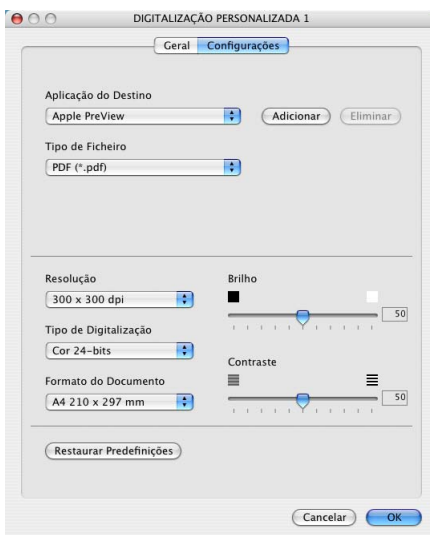 DIGITALIZAÇÃO PERSONALIZADA 1
Geral Configurações
Aplicação do Destino
Apple PreView Adicionar Eliminar
Tipo de Ficheiro
PDF (*.pdf)
Resolução Brilho
300 x 300 dpi 50
Tipo de Digitalização
Cor 24-bits
Contraste
Formato do Documento
A4 210 x 297 mm 50
Restaurar Predefinições
Cancelar OK